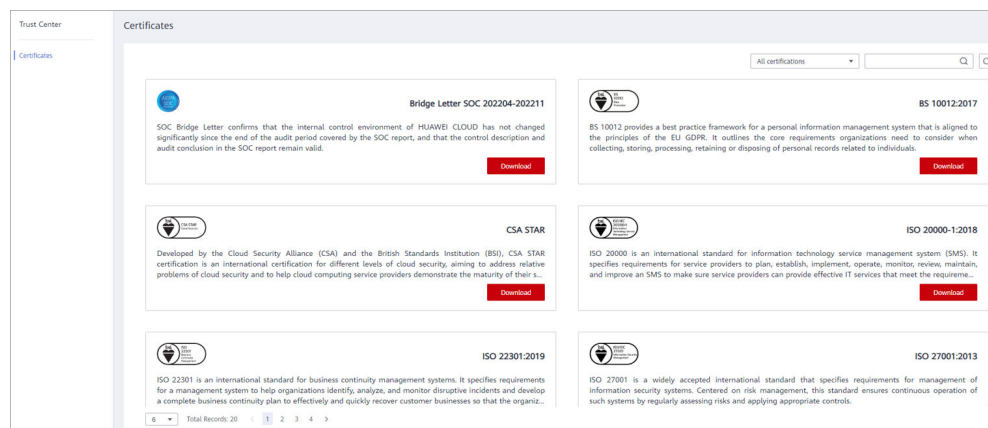 Trust Center
Certificates
Certificates
All certifications
Bridge Letter SOC 202204-202211
SOC Bridge Letter confirms that the internal control environment of HUAWEI CLOUD has not changed
significantly since the end of the audit period covered by the SOC report, and that the control description and
audit conclusion in the SOC report remain valid.
Download
BS 10012:2017
BS 10012 provides a best practice framework for a personal information management system that is aligned to
the principles of the EU GDPR. It outlines the core requirements organizations need to consider when
collecting, storing, processing, retaining or disposing of personal records related to individuals.
Download
CSA STAR
Developed by the Cloud Security Alliance (CSA) and the British Standards Institution (BSI), CSA STAR
certification is an international certification for different levels of cloud security, aiming to address relative
problems of cloud security and to help cloud computing service providers demonstrate the maturity of their s...
Download
ISO 20000-1:2018
ISO 20000 is an international standard for information technology service management system (SMS). It
specifies requirements for service providers to plan, establish, implement, operate, monitor, review, maintain,
and improve an SMS to make sure service providers can provide effective IT services that meet the requireme...
Download
ISO 22301:2019
ISO 22301 is an international standard for business continuity management systems. It specifies requirements
for a management system to help organizations identify, analyze, and monitor disruptive incidents and develop
a complete business continuity plan to effectively and quickly recover customer businesses so that the organiz...
ISO 27001:2013
ISO 27001 is a widely accepted international standard that specifies requirements for management of
information security systems. Centered on risk management, this standard ensures continuous operation of
such systems by regularly assessing risks and applying appropriate controls.
6 Total Records: 20 < 1 2 3 4 >